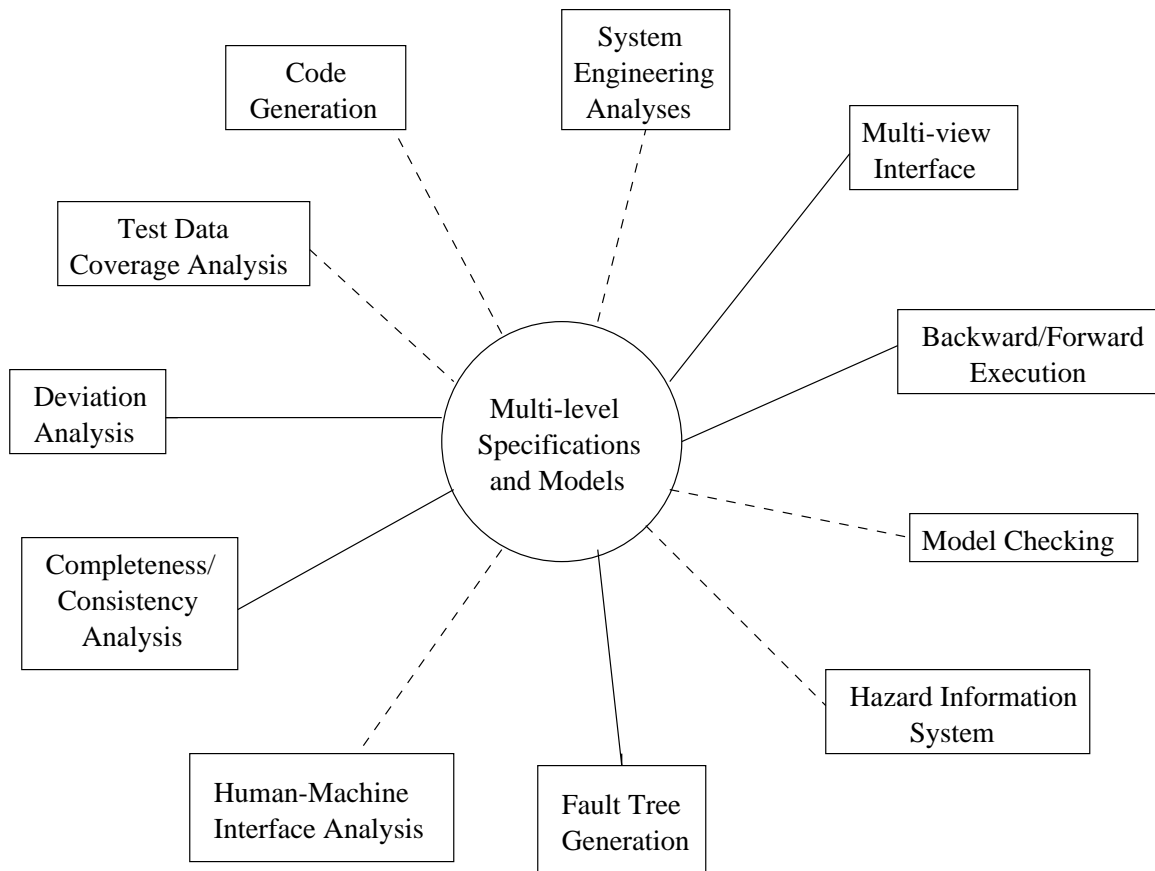 System
Engineering
Analyses
Code
Generation
Multi-view
Interface
Test Data
Coverage Analysis
Backward/Forward
Execution
Deviation
Analysis
Multi-level
Specifications
and Models
Model Checking
Completeness/
Consistency
Analysis
Hazard Information
System
Human-Machine
Interface Analysis
Fault Tree
Generation